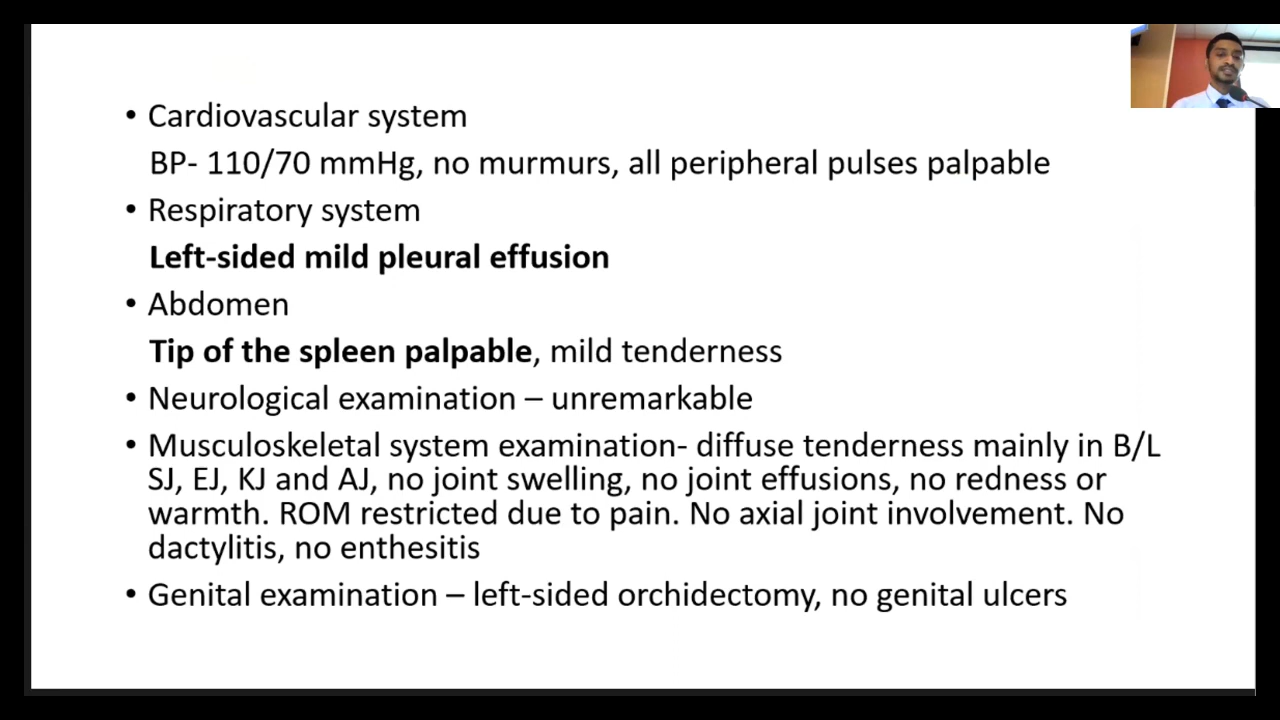 • Cardiovascular system
BP- 110/70 mmHg, no murmurs, all peripheral pulses palpable
• Respiratory system
Left-sided mild pleural effusion
• Abdomen
Tip of the spleen palpable, mild tenderness
• Neurological examination – unremarkable
• Musculoskeletal system examination- diffuse tenderness mainly in B/L
SJ, EJ, KJ and AJ, no joint swelling, no joint effusions, no redness or
warmth. ROM restricted due to pain. No axial joint involvement. No
dactylitis, no enthesitis
• Genital examination – left-sided orchidectomy, no genital ulcers